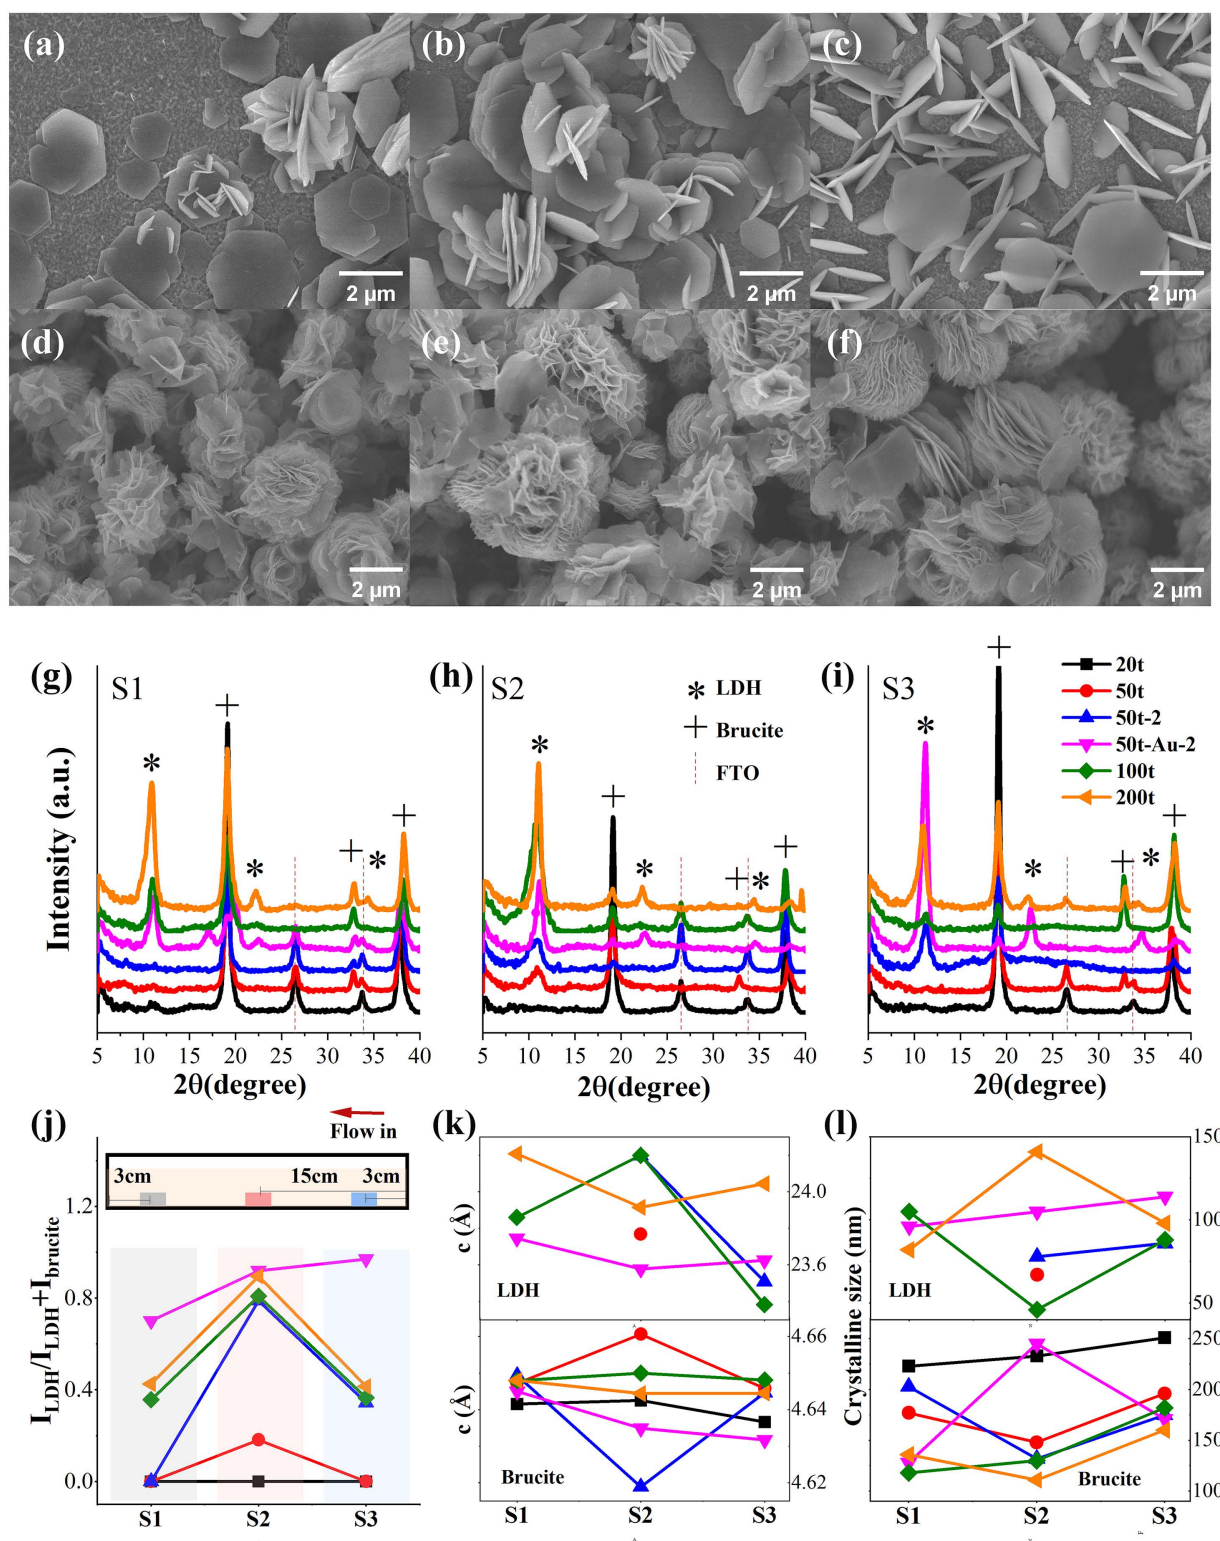 (a)
(b)
(c)
2 μm
2 μm
2 μm
(d)
(e)
(f)
2 μm
2 μm
2 μm
(g)
S1
(h)
S2
* LDH
+ Brucite
FTO
(i)
S3
20t
50t
50t-2
50t-Au-2
100t
200t
Intensity (a.u.)
5 10 15 20 25 30 35 40
5 10 15 20 25 30 35 40
5 10 15 20 25 30 35 40
2θ(degree)
2θ(degree)
2θ(degree)
(j)
Flow in
3cm
15cm
3cm
I_LDH/I_LDH+I_brucite
1.2
0.8
0.4
0.0
S1 S2 S3
(k)
c (Å)
24.0
23.6
LDH
c (Å)
4.66
4.64
4.62
Brucite
S1 S2 S3
(l)
Crystalline size (nm)
150
100
50
LDH
250
200
150
100
Brucite
S1 S2 S3